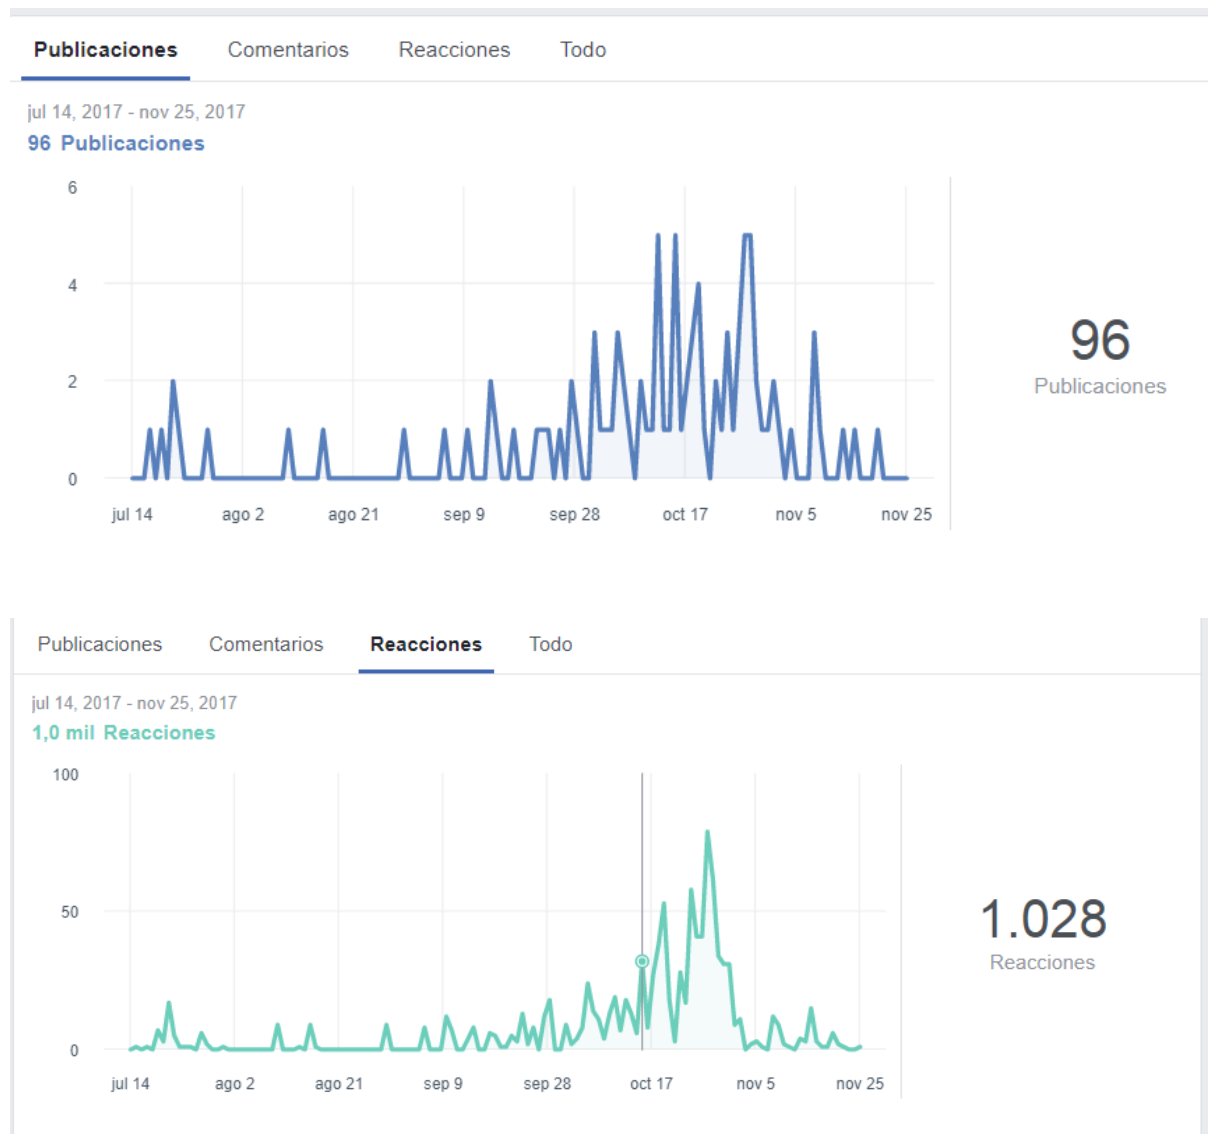 Publicaciones Comentarios Reacciones Todo
jul 14, 2017 - nov 25, 2017
96 Publicaciones
6
4
2
0
jul 14 ago 2 ago 21 sep 9 sep 28 oct 17 nov 5 nov 25
96
Publicaciones
Publicaciones Comentarios Reacciones Todo
jul 14, 2017 - nov 25, 2017
1,0 mil Reacciones
100
50
0
jul 14 ago 2 ago 21 sep 9 sep 28 oct 17 nov 5 nov 25
1.028
Reacciones